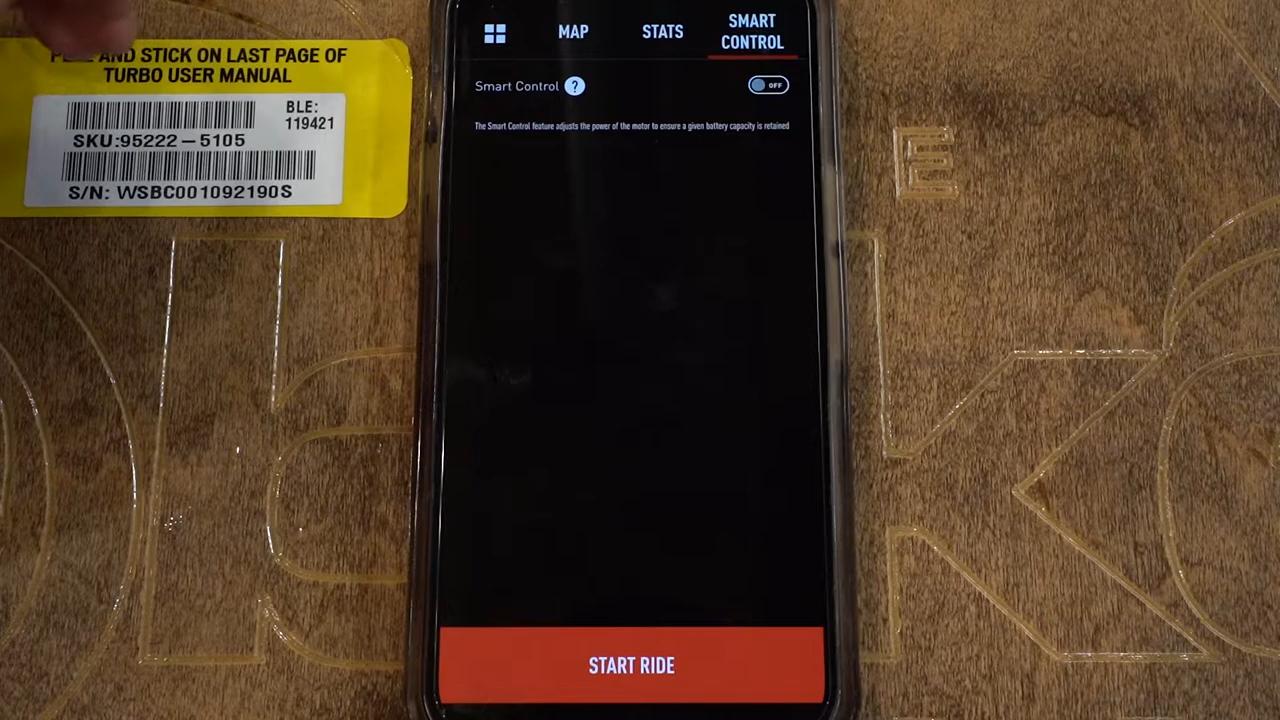 AND STICK ON LAST PAGE OF
TURBO USER MANUAL
BLE:
119421
SKU:95222-5105
S/N: WSBC001092190S
MAP
STATS
SMART
CONTROL
Smart Control ?
OFF
The Smart Control feature adjusts the power of the motor to ensure a given battery capacity is retained
START RIDE
E